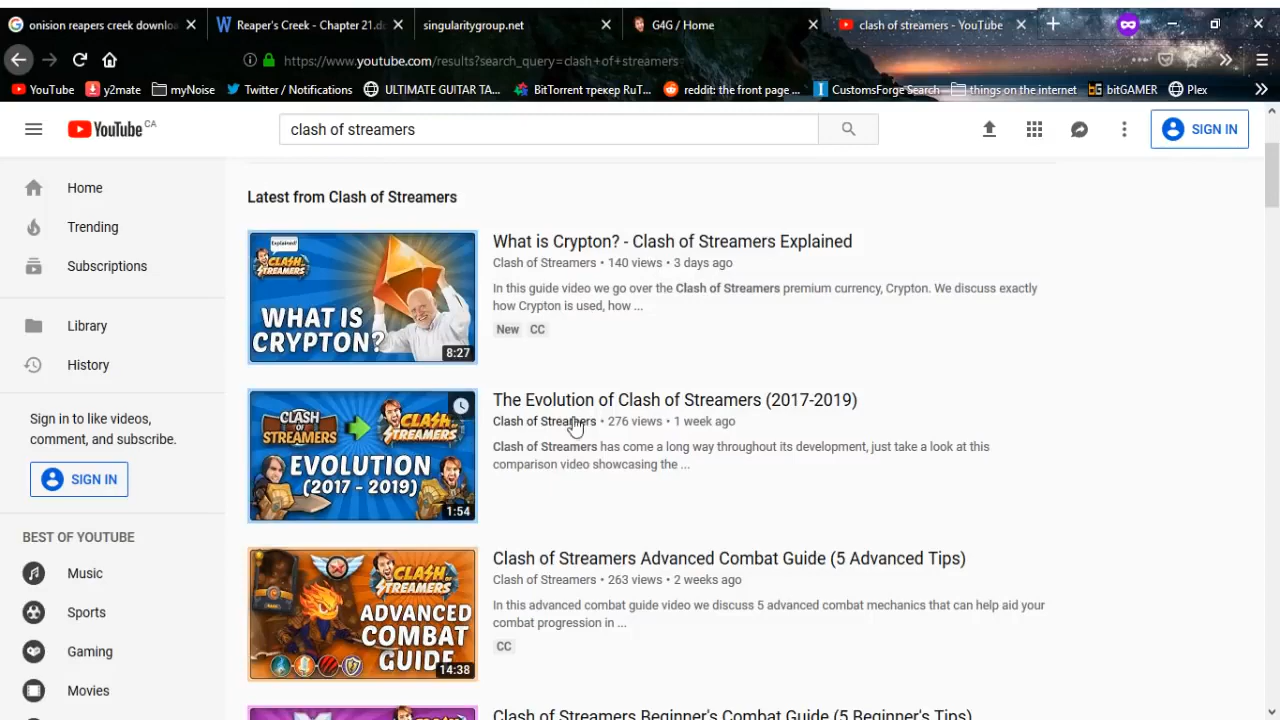 onision reapers creek downloa
Reaper's Creek - Chapter 21.do
singularitygroup.net
G4G / Home
clash of streamers - YouTube
https://www.youtube.com/results?search_query=clash+of+streamers
YouTube
y2mate
myNoise
Twitter / Notifications
ULTIMATE GUITAR TA...
BitTorrent трекер RuT...
reddit: the front page ...
CustomsForge Search
things on the internet
bitGAMER
Plex
YouTube CA
clash of streamers
SIGN IN
Home
Trending
Subscriptions
Library
History
Sign in to like videos,
comment, and subscribe.
SIGN IN
BEST OF YOUTUBE
Music
Sports
Gaming
Movies
Latest from Clash of Streamers
Explained!
CLASH OF STREAMERS
WHAT IS
CRYPTON?
8:27
What is Crypton? - Clash of Streamers Explained
Clash of Streamers • 140 views • 3 days ago
In this guide video we go over the Clash of Streamers premium currency, Crypton. We discuss exactly
how Crypton is used, how ...
New CC
CLASH
OF
STREAMERS
CLASH OF
STREAMERS
EVOLUTION
(2017 - 2019)
1:54
The Evolution of Clash of Streamers (2017-2019)
Clash of Streamers • 276 views • 1 week ago
Clash of Streamers has come a long way throughout its development, just take a look at this
comparison video showcasing the ...
CLASH OF
STREAMERS
ADVANCED
COMBAT
GUIDE
14:38
Clash of Streamers Advanced Combat Guide (5 Advanced Tips)
Clash of Streamers • 263 views • 2 weeks ago
In this advanced combat guide video we discuss 5 advanced combat mechanics that can help aid your
combat progression in ...
CC
Clash of Streamers Beginner's Combat Guide (5 Beginner's Tips)